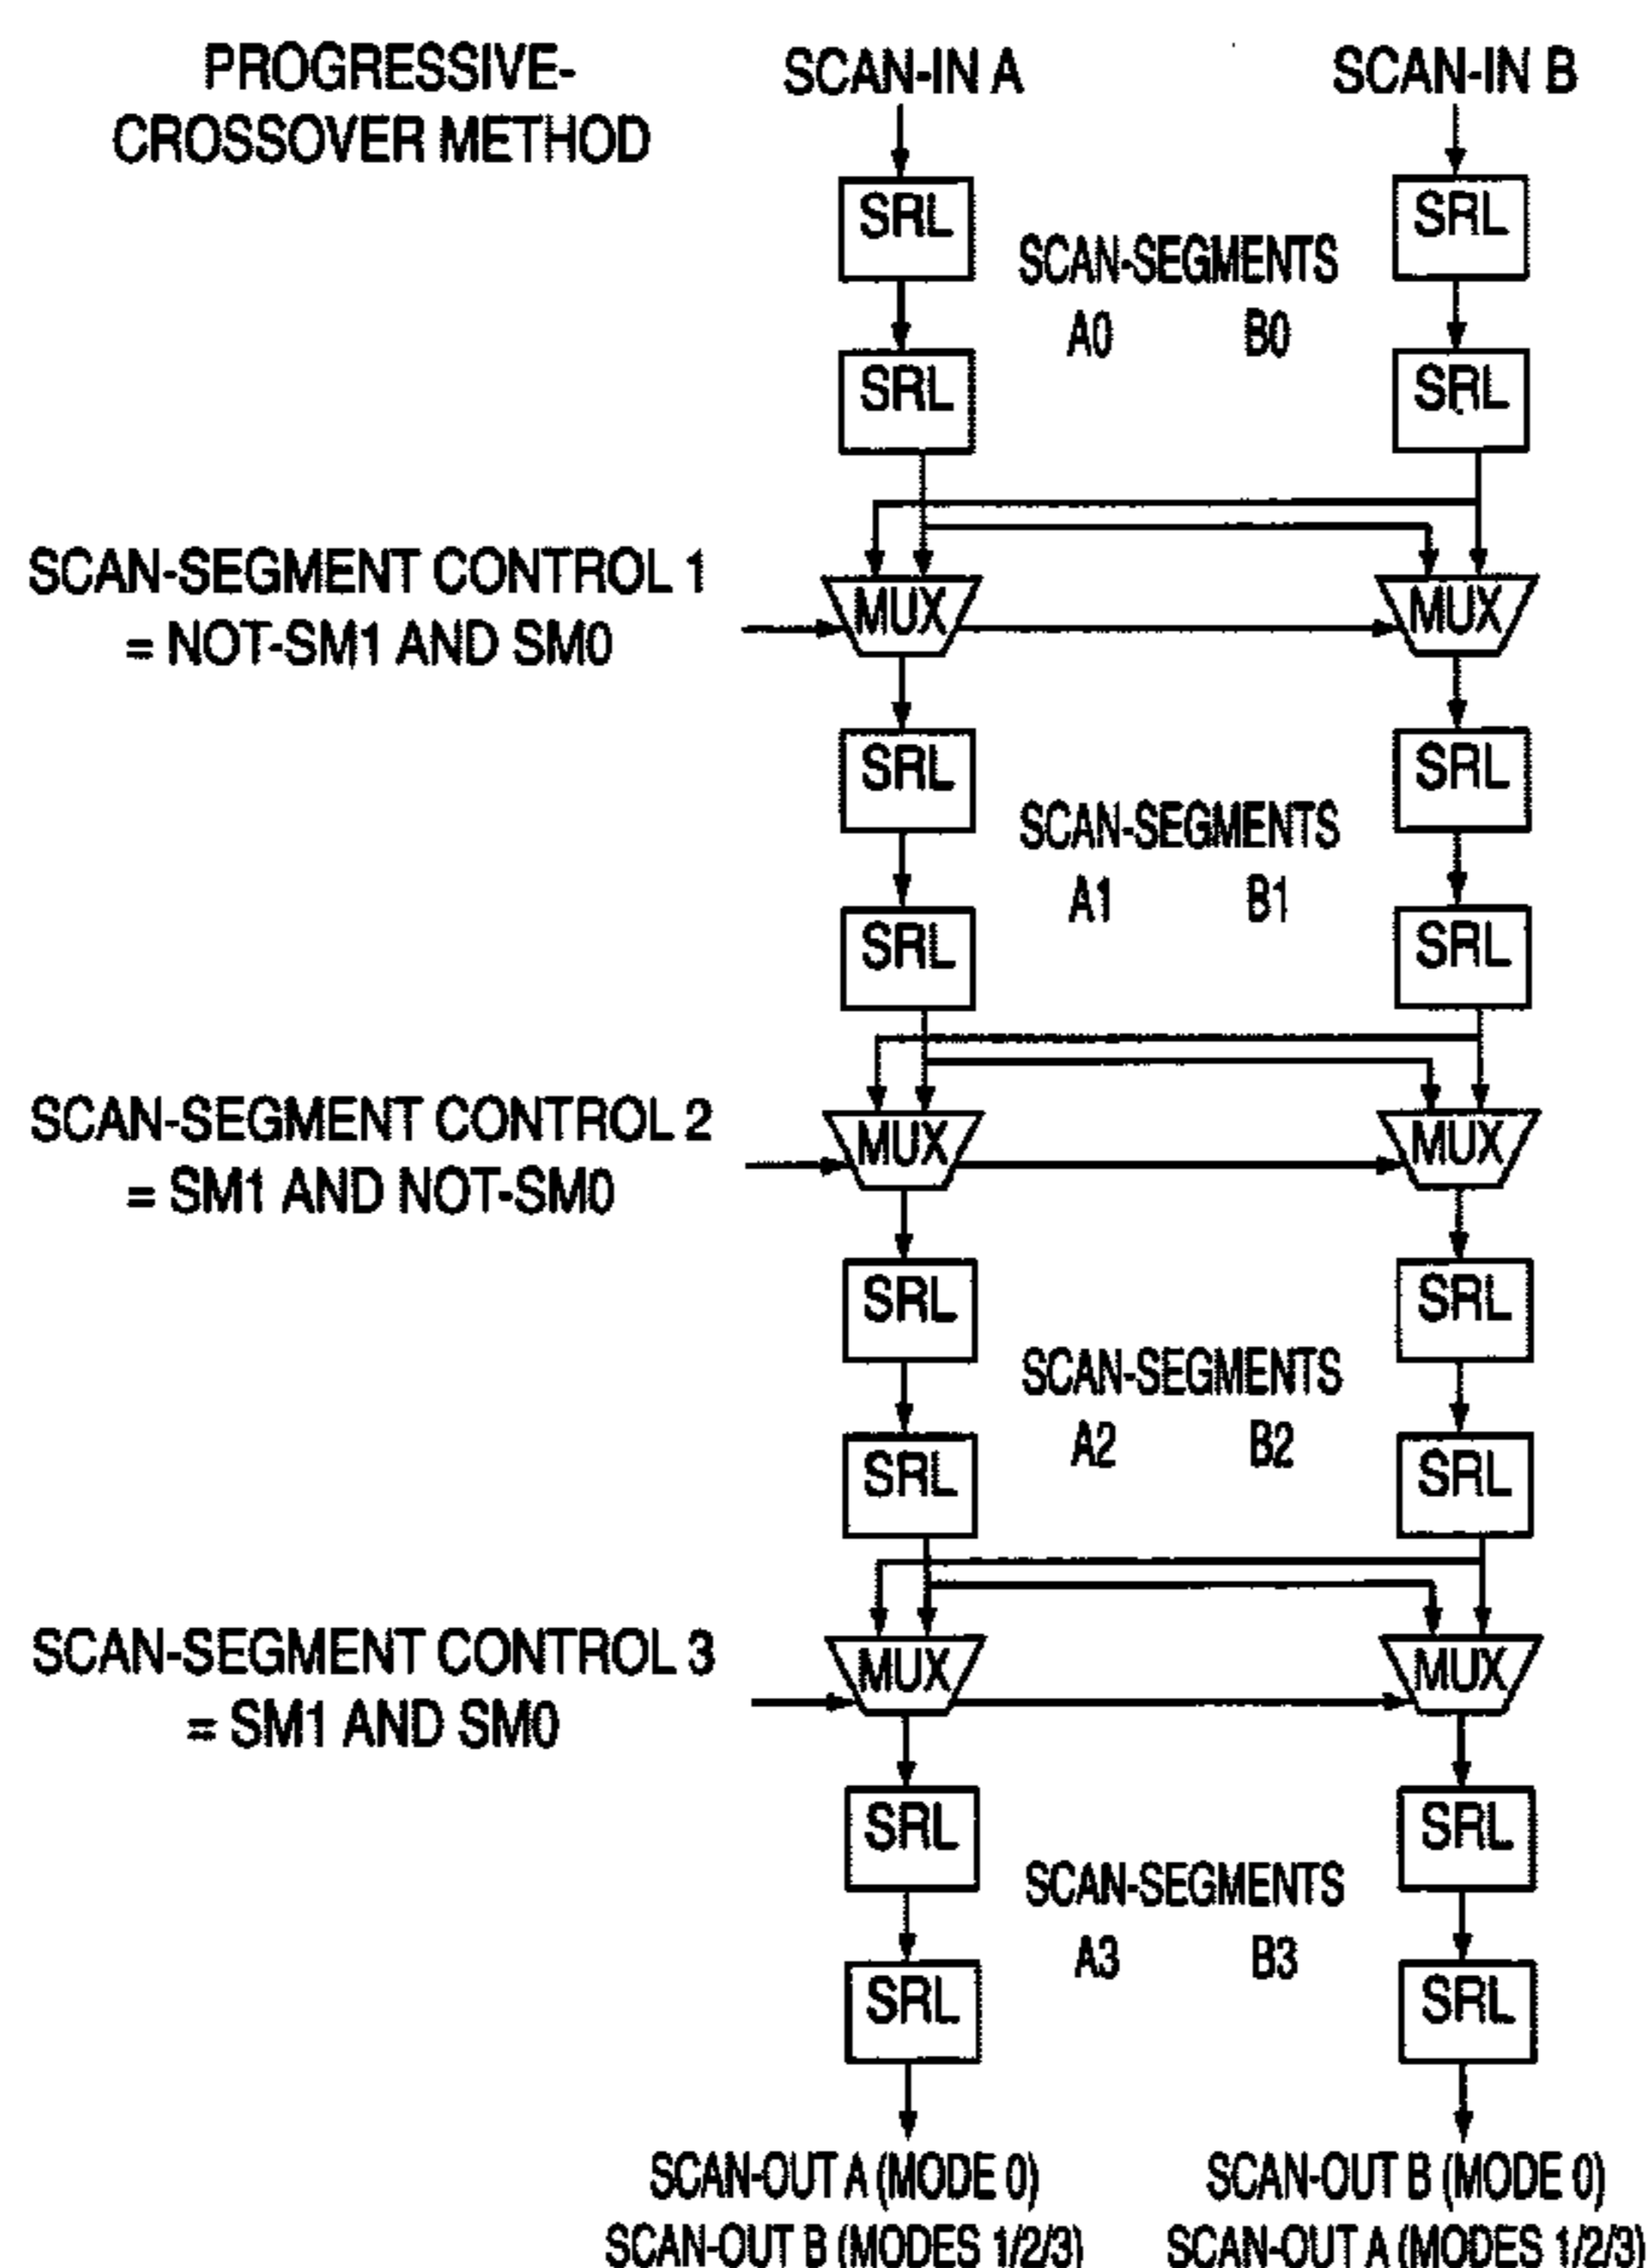 PROGRESSIVE-
CROSSOVER METHOD
SCAN-IN A
SCAN-IN B
SRL
SRL
SCAN-SEGMENTS
A0 B0
SRL
SRL
SCAN-SEGMENT CONTROL 1
= NOT-SM1 AND SM0
MUX
MUX
SRL
SRL
SCAN-SEGMENTS
A1 B1
SRL
SRL
SCAN-SEGMENT CONTROL 2
= SM1 AND NOT-SM0
MUX
MUX
SRL
SRL
SCAN-SEGMENTS
A2 B2
SRL
SRL
SCAN-SEGMENT CONTROL 3
= SM1 AND SM0
MUX
MUX
SRL
SRL
SCAN-SEGMENTS
A3 B3
SRL
SRL
SCAN-OUT A (MODE 0)
SCAN-OUT B (MODES 1/2/3)
SCAN-OUT B (MODE 0)
SCAN-OUT A (MODES 1/2/3)